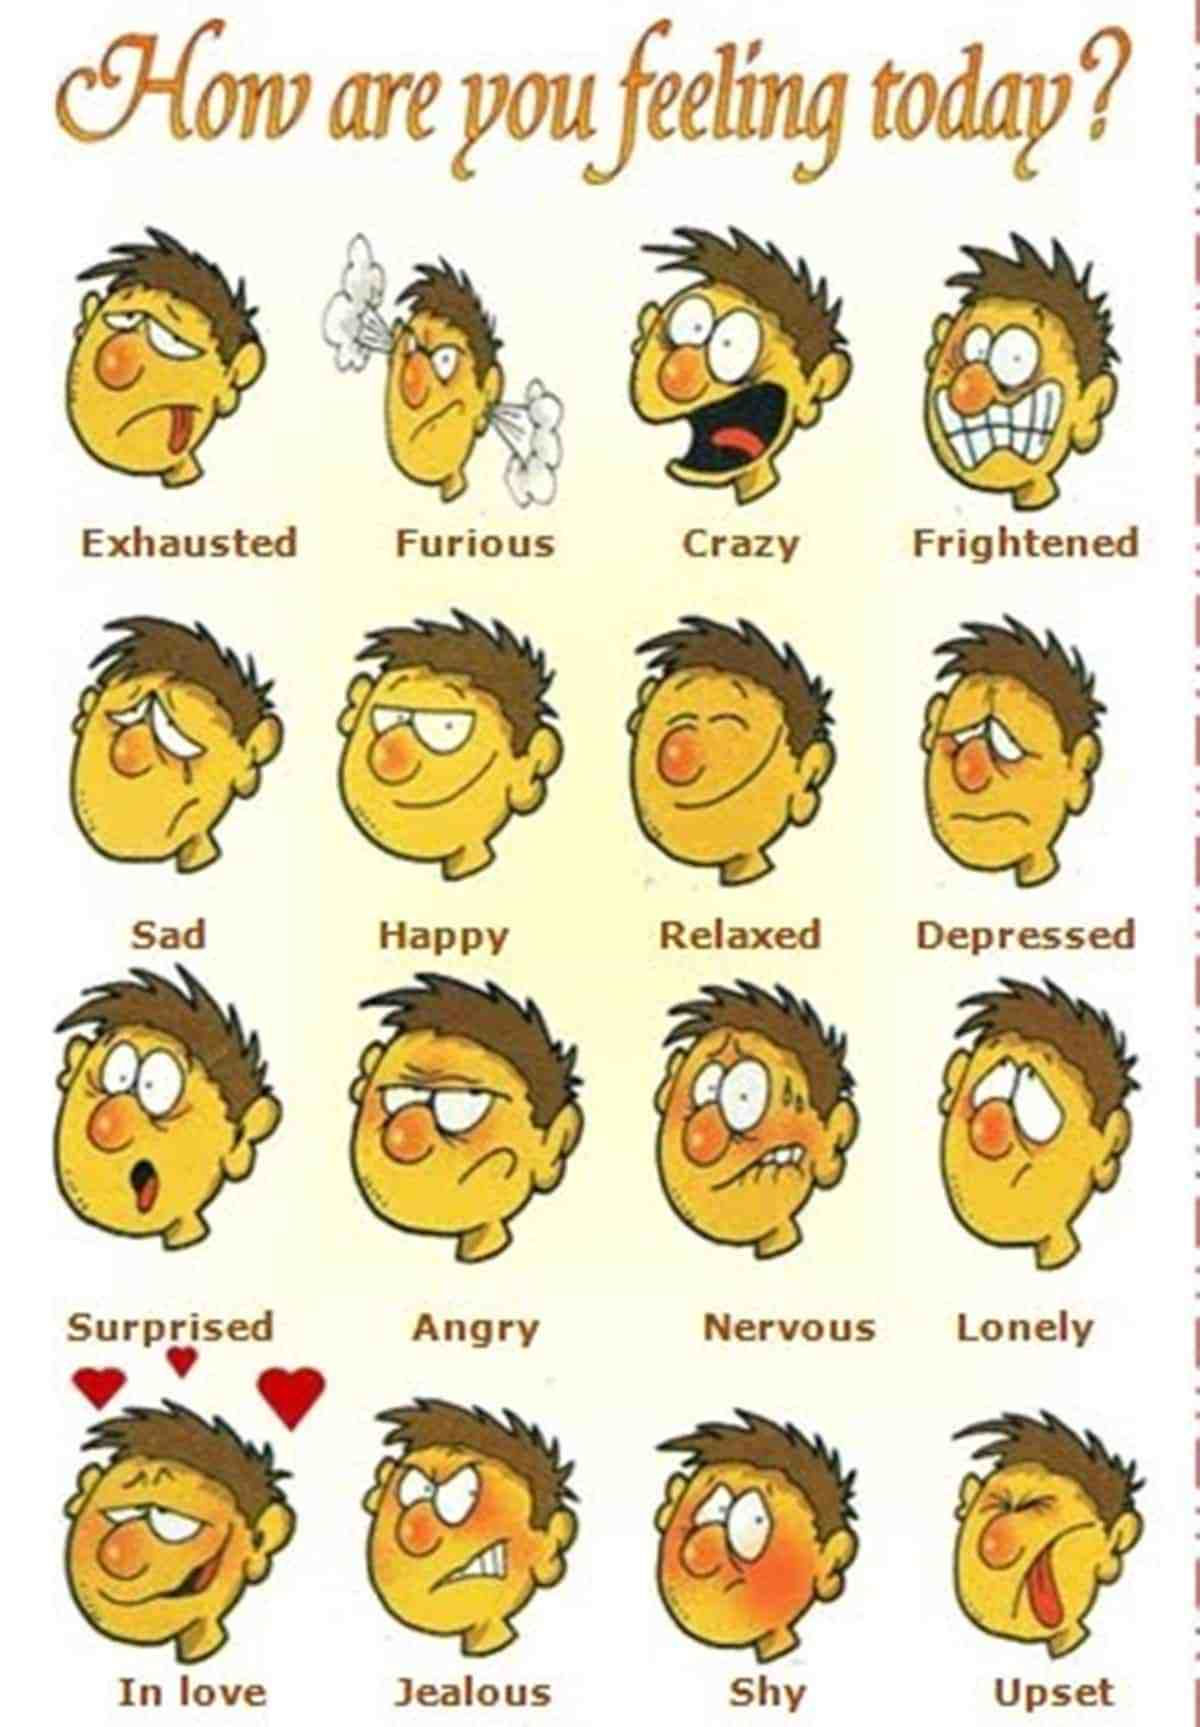 How are you feeling today?
Exhausted Furious Crazy Frightened
Sad Happy Relaxed Depressed
Surprised Angry Nervous Lonely
In love Jealous Shy Upset